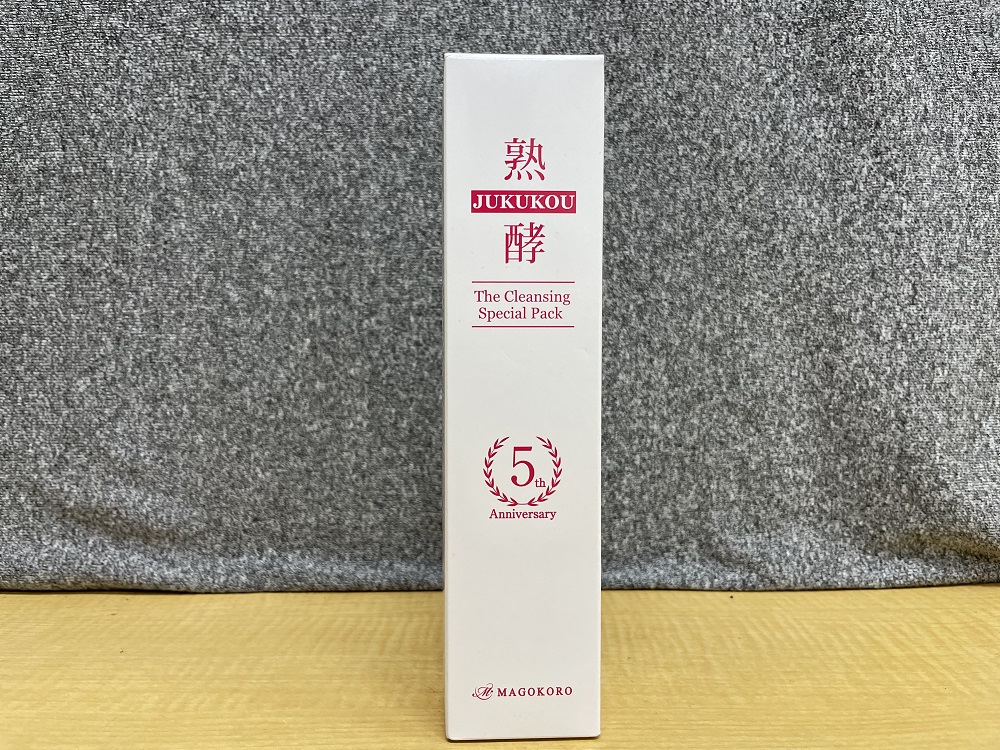 熟
JUKUKOU
酵
The Cleansing
Special Pack
5th
Anniversary
MAGOKORO